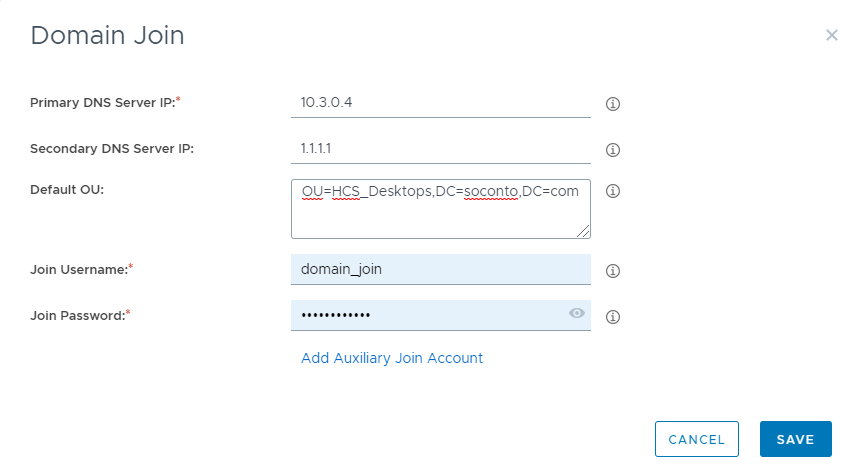 Domain Join
Primary DNS Server IP:* 10.3.0.4
Secondary DNS Server IP: 1.1.1.1
Default OU: OU=HCS_Desktops,DC=soconto,DC=com
Join Username:* domain_join
Join Password:* ••••••••••••
Add Auxiliary Join Account
CANCEL SAVE